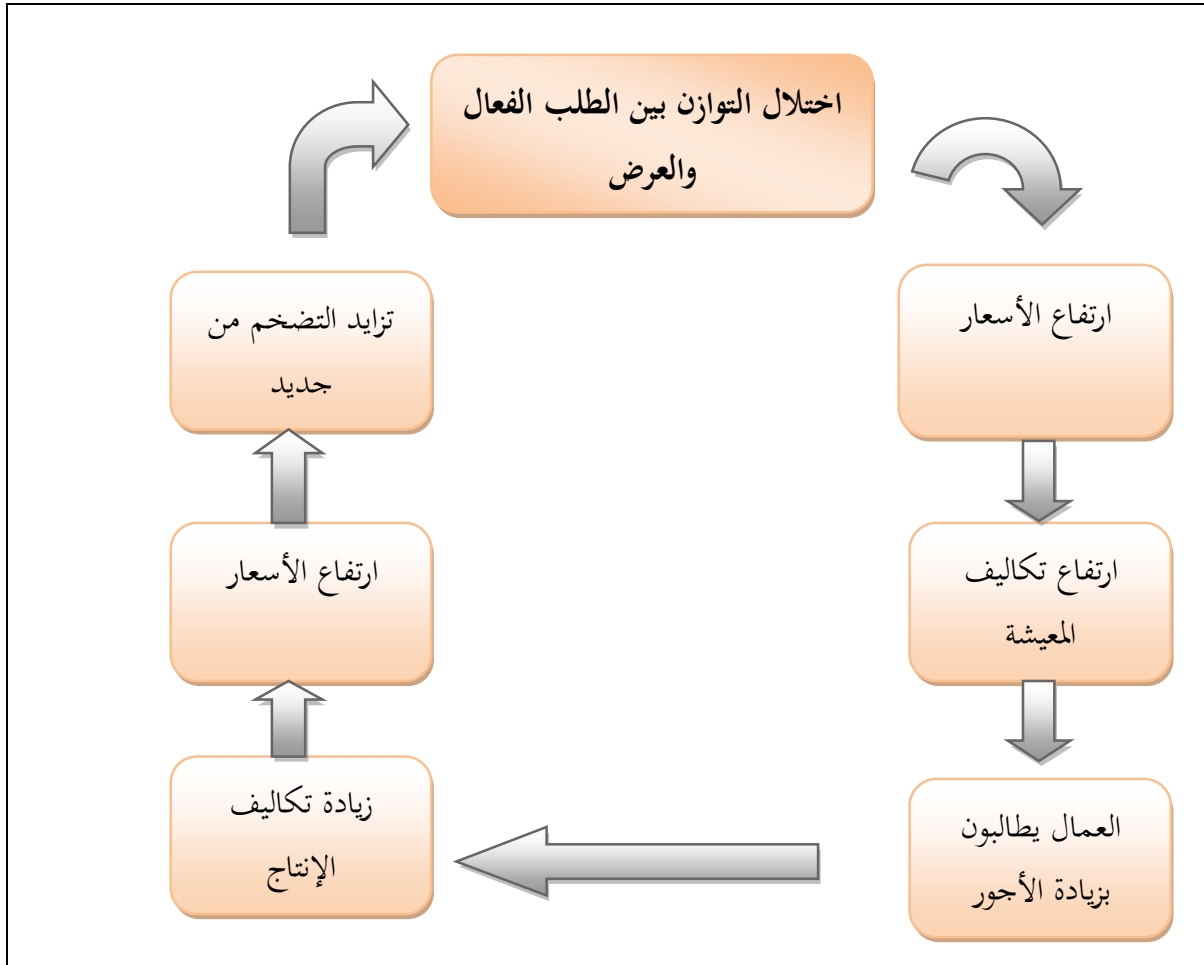 اختلال التوازن بين الطلب الفعال
والعرض
ارتفاع الأسعار
ارتفاع تكاليف
المعيشة
العمال يطالبون
بزيادة الأجور
زيادة تكاليف
الإنتاج
ارتفاع الأسعار
تزايد التضخم من
جديد